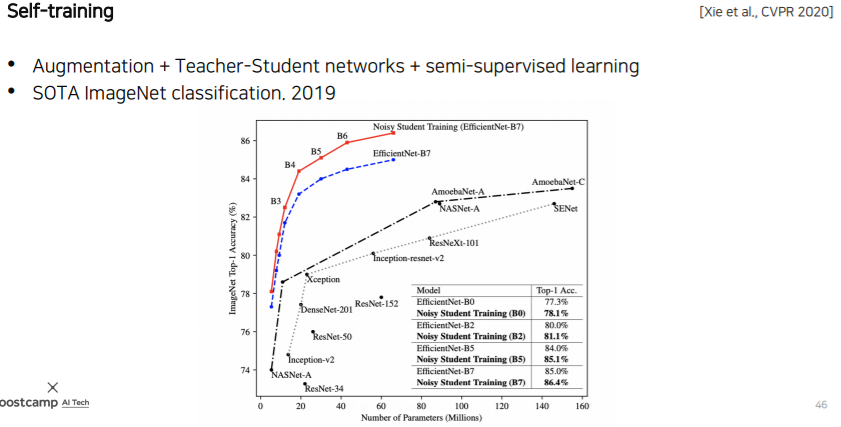 Self-training
[Xie et al., CVPR 2020]
• Augmentation + Teacher-Student networks + semi-supervised learning
• SOTA ImageNet classification, 2019
ImageNet Top-1 Accuracy (%)
86
84
82
80
78
76
74
Noisy Student Training (EfficientNet-B7)
B6
B5
EfficientNet-B7
B4
B3
AmoebaNet-A
AmoebaNet-C
NASNet-A
SENet
ResNeXt-101
Inception-resnet-v2
Xception
ResNet-152
DenseNet-201
ResNet-50
Inception-v2
NASNet-A
ResNet-34
Model Top-1 Acc.
EfficientNet-B0 77.3%
Noisy Student Training (B0) 78.1%
EfficientNet-B2 80.0%
Noisy Student Training (B2) 81.1%
EfficientNet-B5 84.0%
Noisy Student Training (B5) 85.1%
EfficientNet-B7 85.0%
Noisy Student Training (B7) 86.4%
0 20 40 60 80 100 120 140 160
Number of Parameters (Millions)
oostcamp AI Tech
46